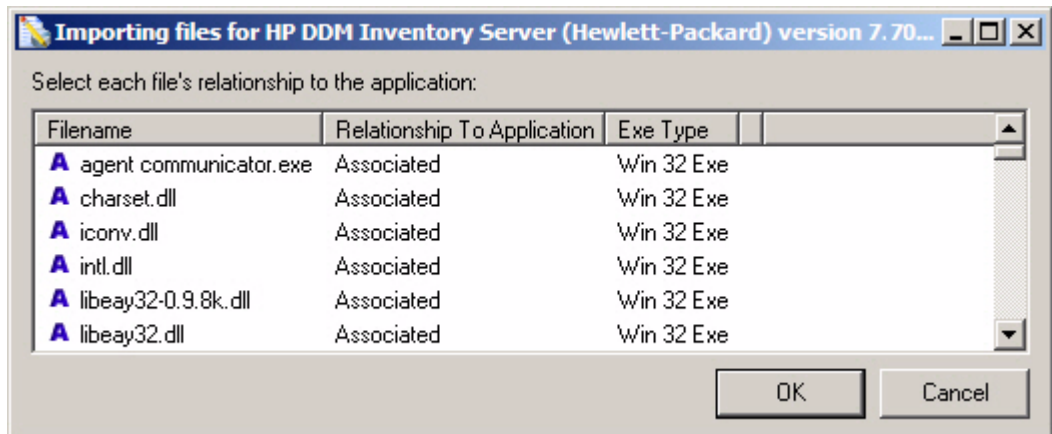 Importing files for HP DDM Inventory Server (Hewlett-Packard) version 7.70...
Select each file's relationship to the application:
Filename Relationship To Application Exe Type
A agent communicator.exe Associated Win 32 Exe
A charset.dll Associated Win 32 Exe
A iconv.dll Associated Win 32 Exe
A intl.dll Associated Win 32 Exe
A libeay32-0.9.8k.dll Associated Win 32 Exe
A libeay32.dll Associated Win 32 Exe
OK Cancel